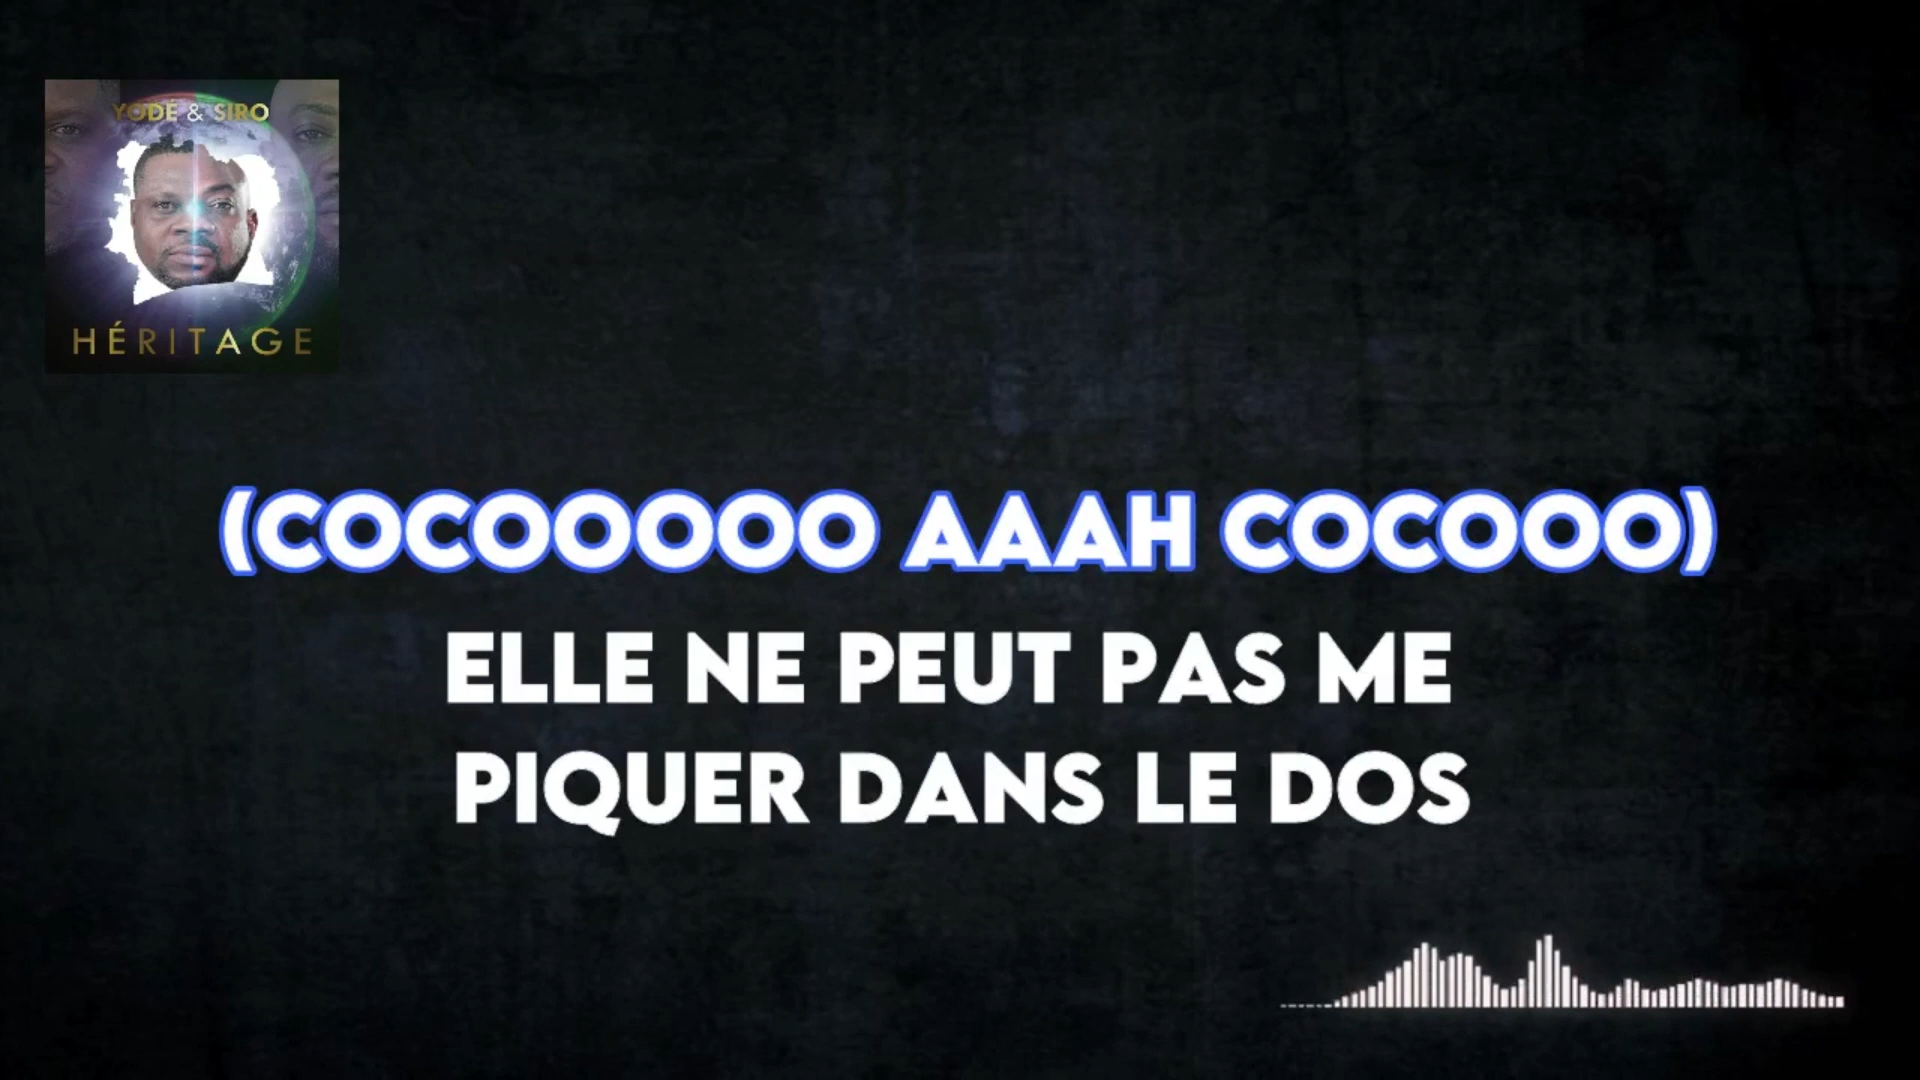 YODÉ & SIRO
HÉRITAGE
(COCOOOOO AAAH COCOOO)
ELLE NE PEUT PAS ME
PIQUER DANS LE DOS